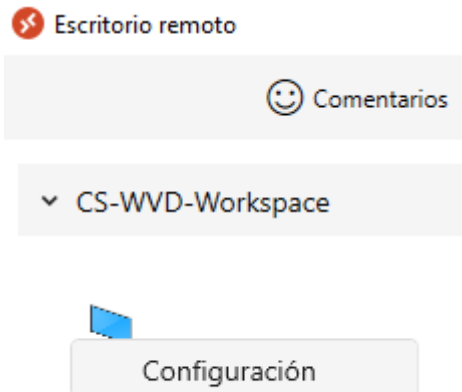 Escritorio remoto
Comentarios
CS-WVD-Workspace
Configuración